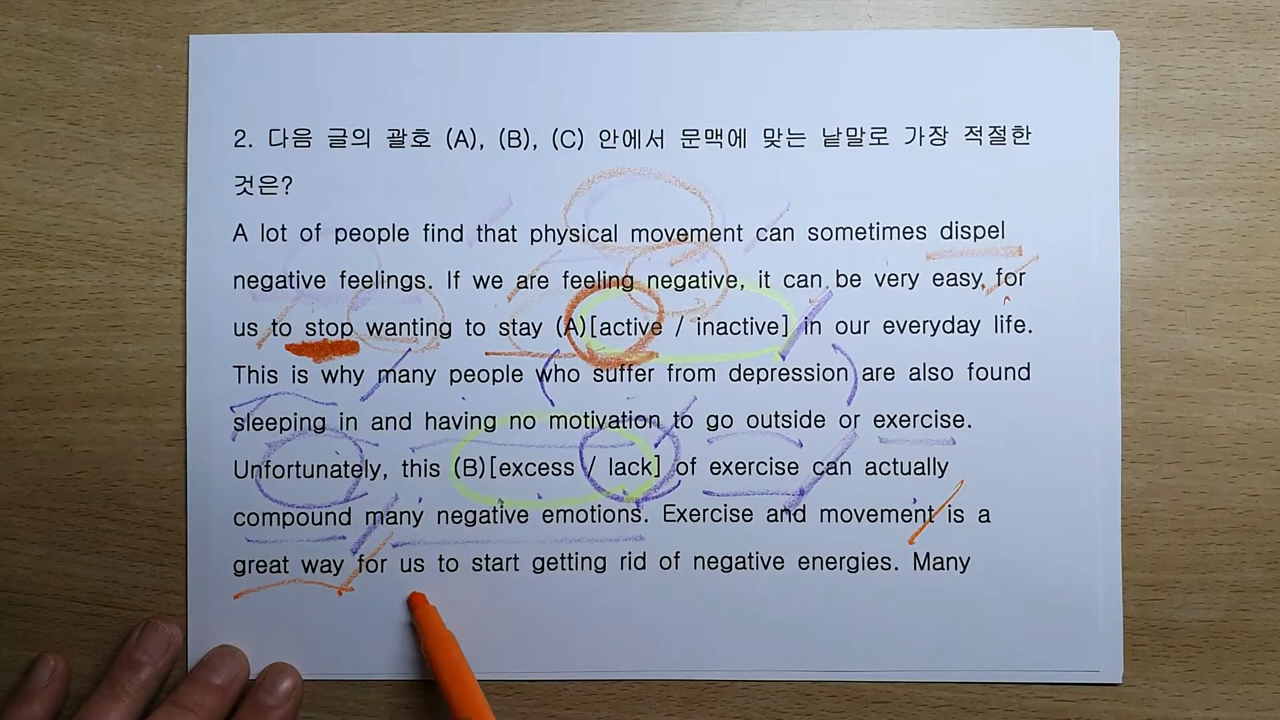 2. 다음 글의 괄호 (A), (B), (C) 안에서 문맥에 맞는 낱말로 가장 적절한
것은?
A lot of people find that physical movement can sometimes dispel
negative feelings. If we are feeling negative, it can be very easy for
us to stop wanting to stay (A)[active / inactive] in our everyday life.
This is why many people who suffer from depression are also found
sleeping in and having no motivation to go outside or exercise.
Unfortunately, this (B)[excess / lack] of exercise can actually
compound many negative emotions. Exercise and movement is a
great way for us to start getting rid of negative energies. Many